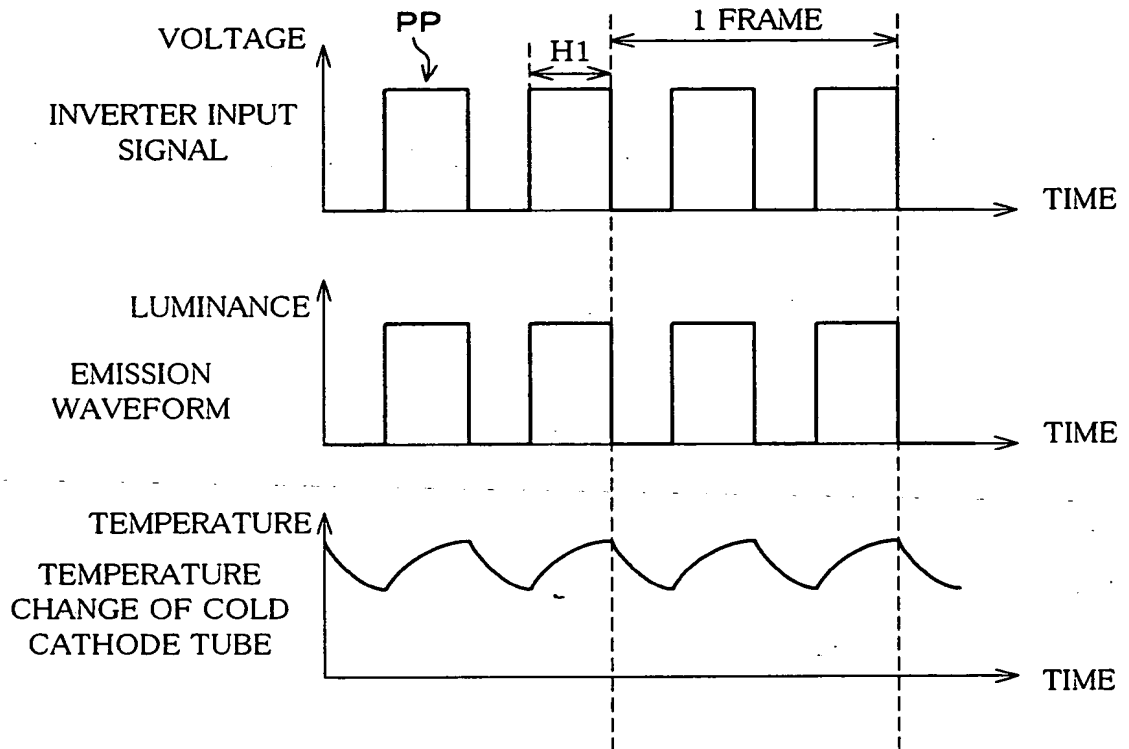 VOLTAGE
PP
H1
1 FRAME
INVERTER INPUT
SIGNAL
TIME
LUMINANCE
EMISSION
WAVEFORM
TIME
TEMPERATURE
TEMPERATURE
CHANGE OF COLD
CATHODE TUBE
TIME